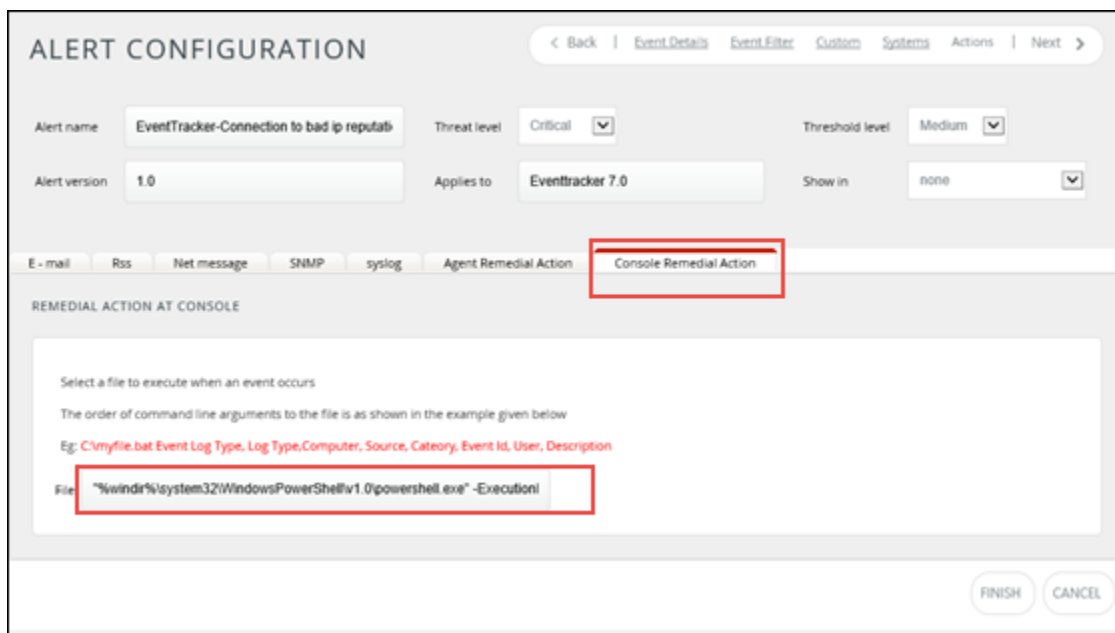 ALERT CONFIGURATION
< Back | Event Details Event Filter Custom Systems Actions | Next >
Alert name EventTracker-Connection to bad ip reputati Threat level Critical Threshold level Medium
Alert version 1.0 Applies to Eventtracker 7.0 Show in none
E - mail Rss Net message SNMP syslog Agent Remedial Action Console Remedial Action
REMEDIAL ACTION AT CONSOLE
Select a file to execute when an event occurs
The order of command line arguments to the file is as shown in the example given below
Eg: C:\myfile.bat Event Log Type, Log Type,Computer, Source, Cateory, Event Id, User, Description
File "%windir%\system32\WindowsPowerShell\v1.0\powershell.exe" -Execution
FINISH CANCEL